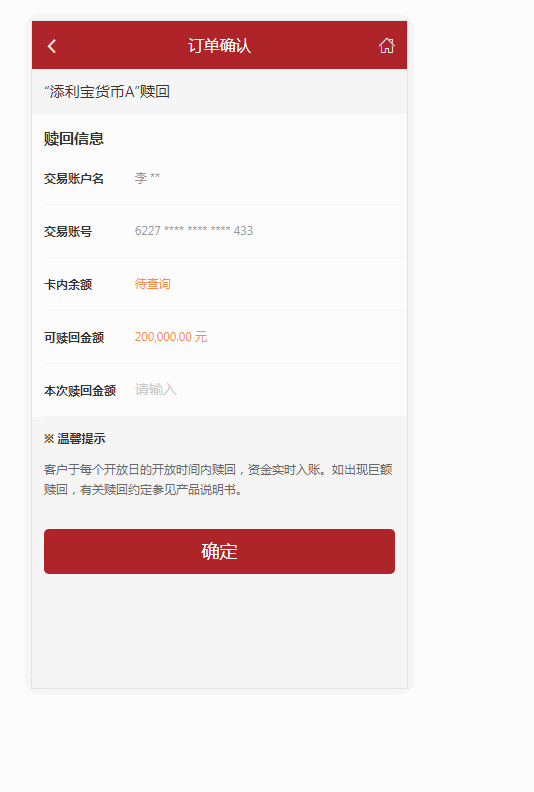 订单确认
“添利宝货币A”赎回
赎回信息
交易账户名 李 **
交易账号 6227 **** **** **** 433
卡内余额 待查询
可赎回金额 200,000.00 元
本次赎回金额 请输入
※ 温馨提示
客户于每个开放日的开放时间内赎回，资金实时入账。如出现巨额
赎回，有关赎回约定参见产品说明书。
确定